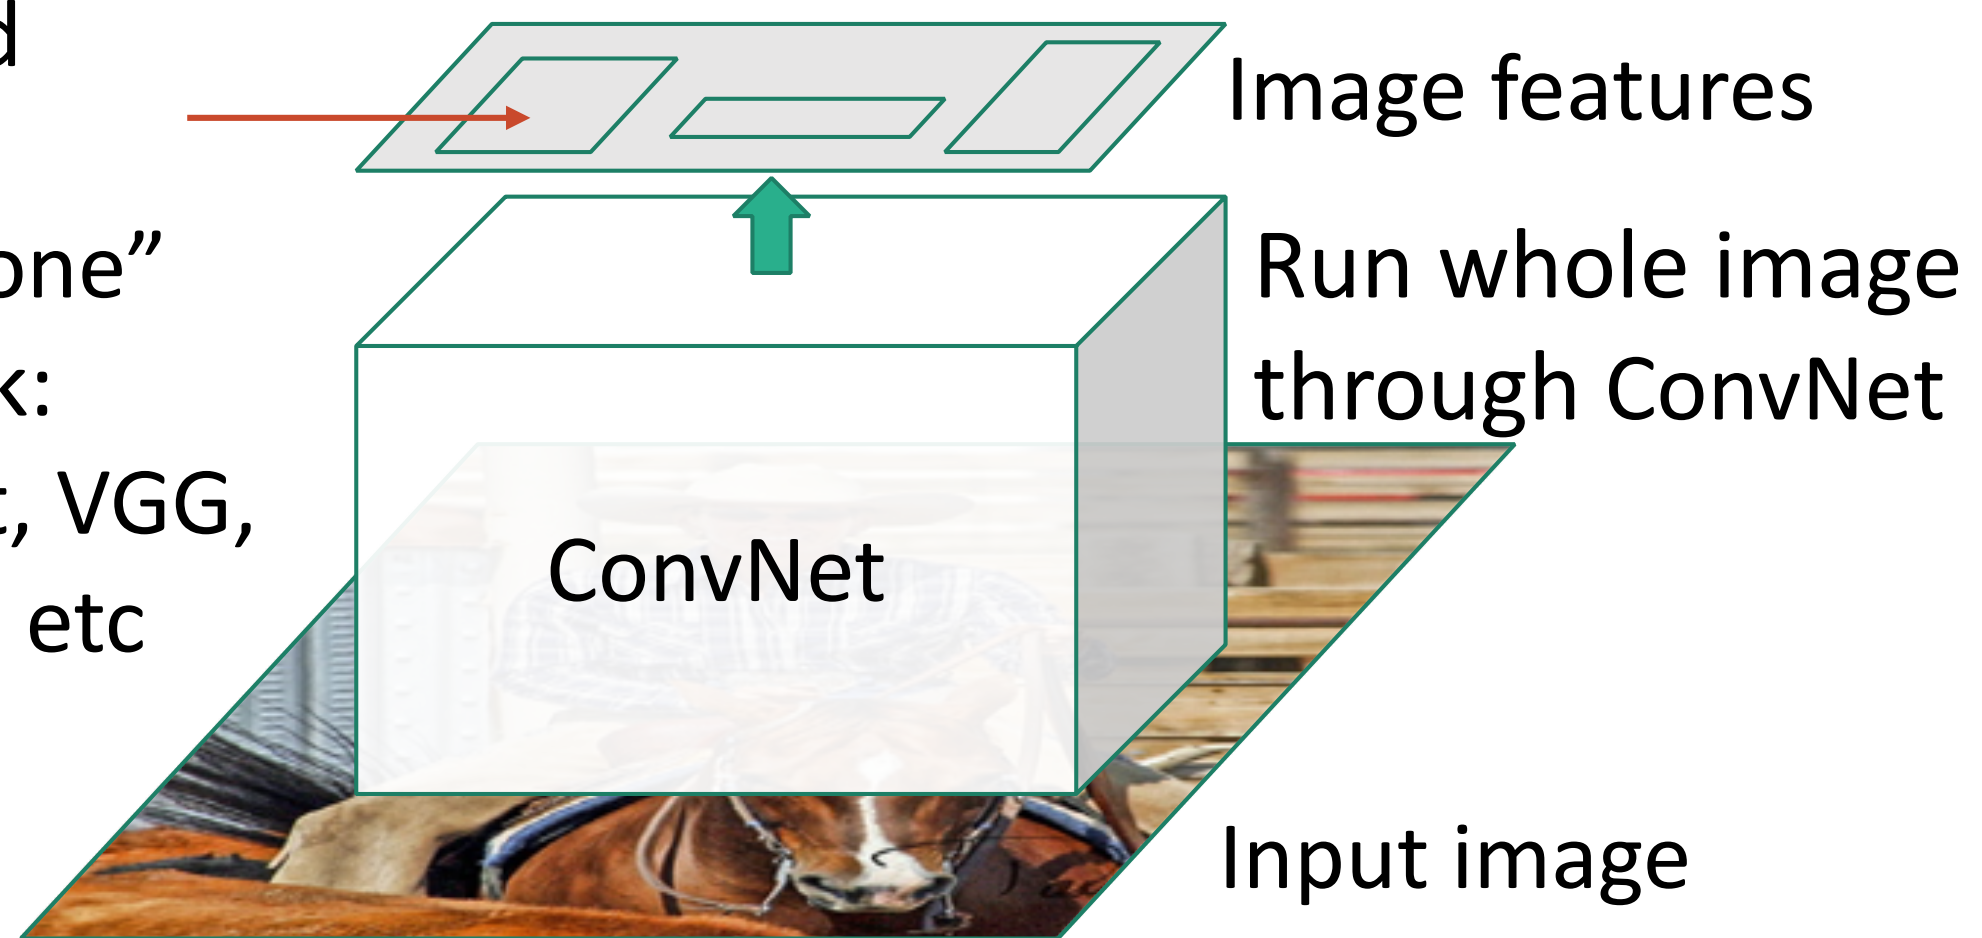 d
Image features
one”
Run whole image
k:
through ConvNet
t, VGG,
ConvNet
etc
Input image